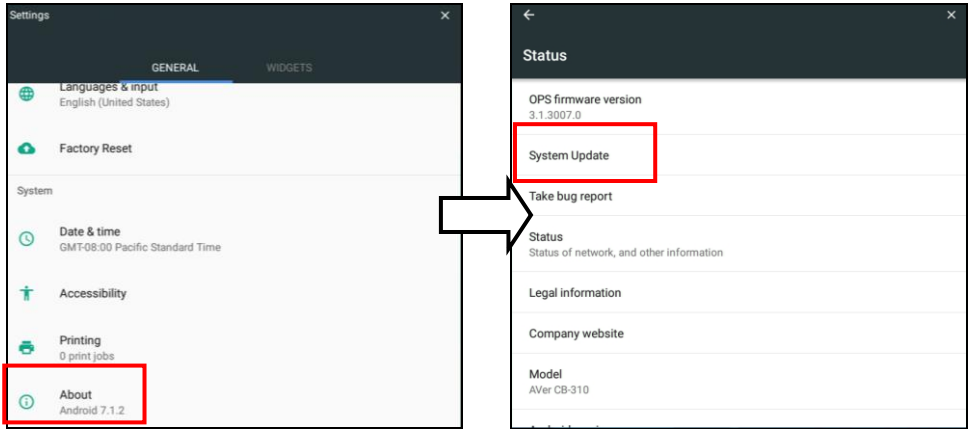 Settings
×
GENERAL
WIDGETS
Languages & input
English (United States)
Factory Reset
System
Date & time
GMT-08:00 Pacific Standard Time
Accessibility
Printing
0 print jobs
About
Android 7.1.2
←
×
Status
OPS firmware version
3.1.3007.0
System Update
Take bug report
Status
Status of network, and other information
Legal information
Company website
Model
AVer CB-310